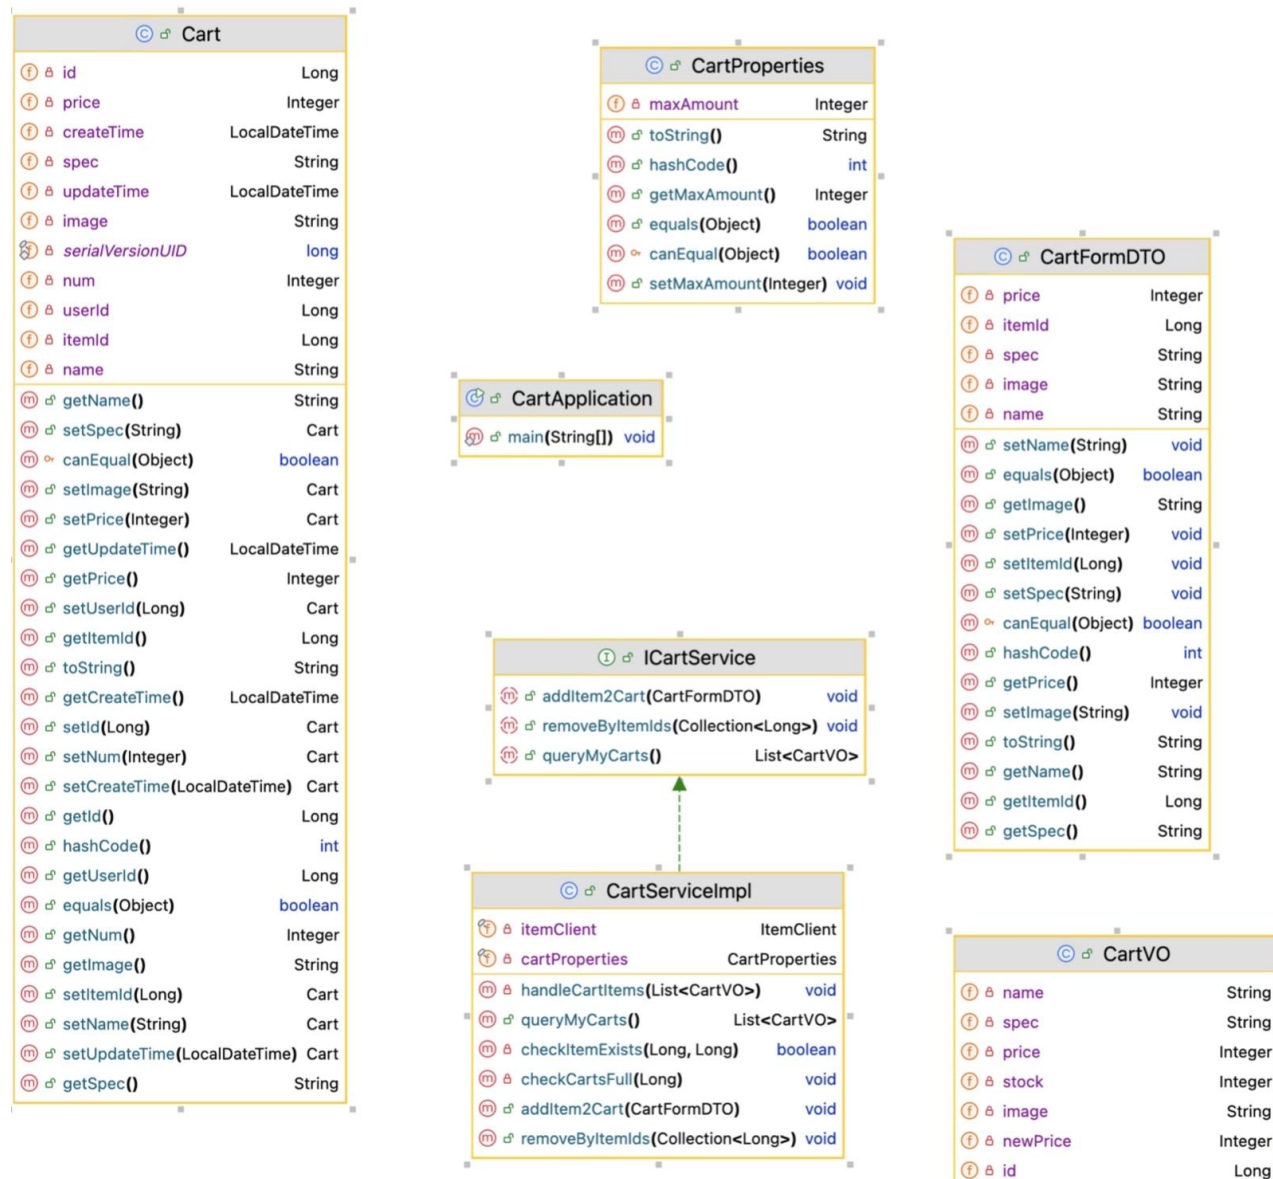 Cart
id Long
price Integer
createTime LocalDateTime
spec String
updateTime LocalDateTime
image String
serialVersionUID long
num Integer
userId Long
itemId Long
name String
getName() String
setSpec(String) Cart
canEqual(Object) boolean
setImage(String) Cart
setPrice(Integer) Cart
getUpdateTime() LocalDateTime
getPrice() Integer
setUserId(Long) Cart
getItemId() Long
toString() String
getCreateTime() LocalDateTime
setId(Long) Cart
setNum(Integer) Cart
setCreateTime(LocalDateTime) Cart
getId() Long
hashCode() int
getUserId() Long
equals(Object) boolean
getNum() Integer
getImage() String
setItemId(Long) Cart
setName(String) Cart
setUpdateTime(LocalDateTime) Cart
getSpec() String
CartProperties
maxAmount Integer
toString() String
hashCode() int
getMaxAmount() Integer
equals(Object) boolean
canEqual(Object) boolean
setMaxAmount(Integer) void
CartApplication
main(String[]) void
ICartService
addItem2Cart(CartFormDTO) void
removeByItemIds(Collection<Long>) void
queryMyCarts() List<CartVO>
CartServiceImpl
itemClient ItemClient
cartProperties CartProperties
handleCartItems(List<CartVO>) void
queryMyCarts() List<CartVO>
checkItemExists(Long, Long) boolean
checkCartsFull(Long) void
addItem2Cart(CartFormDTO) void
removeByItemIds(Collection<Long>) void
CartFormDTO
price Integer
itemId Long
spec String
image String
name String
setName(String) void
equals(Object) boolean
getImage() String
setPrice(Integer) void
setItemId(Long) void
setSpec(String) void
canEqual(Object) boolean
hashCode() int
getPrice() Integer
setImage(String) void
toString() String
getName() String
getItemId() Long
getSpec() String
CartVO
name String
spec String
price Integer
stock Integer
image String
newPrice Integer
id Long